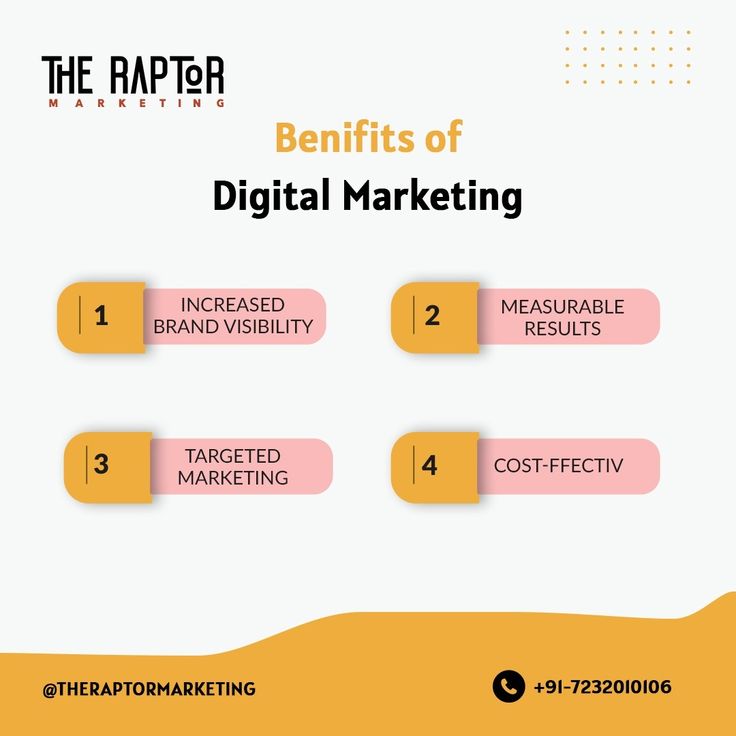 THE RAPTOR
MARKETING
Benifits of
Digital Marketing
1
INCREASED
BRAND VISIBILITY
2
MEASURABLE
RESULTS
3
TARGETED
MARKETING
4
COST-FFECTIV
@THERAPTORMARKETING
+91-7232010106